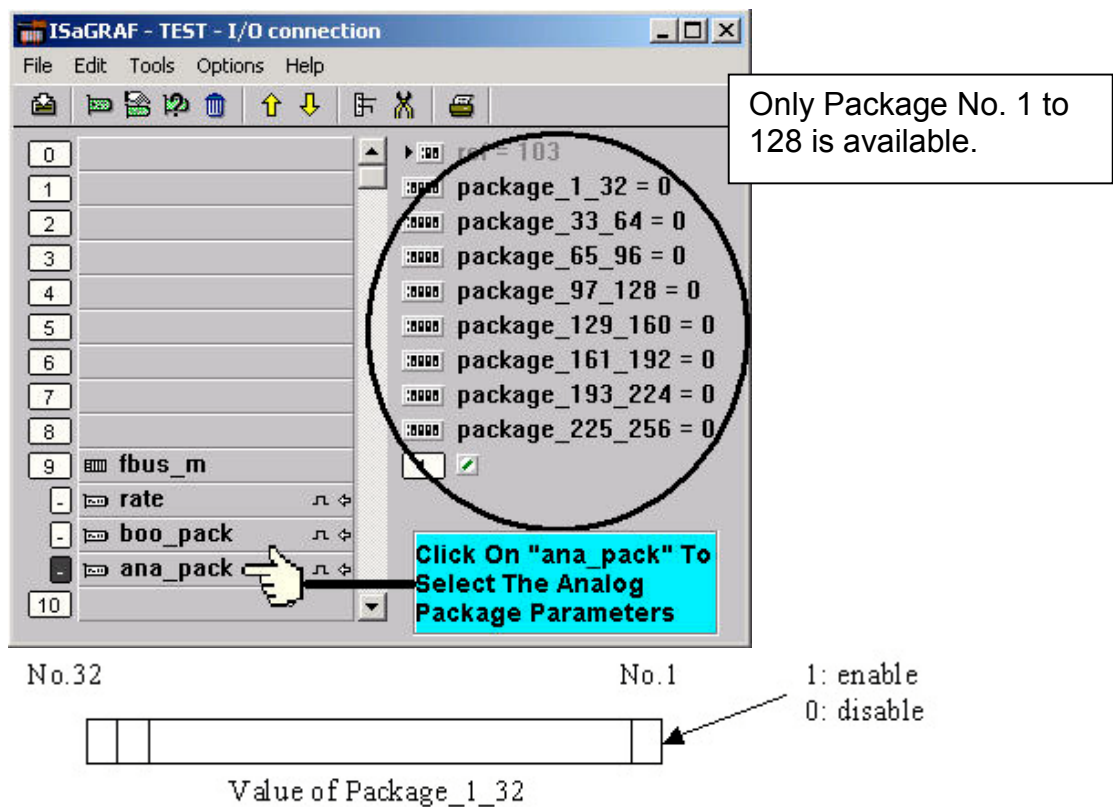 ISaGRAF - TEST - I/O connection
File Edit Tools Options Help
Only Package No. 1 to
128 is available.
0
1
2
3
4
5
6
7
8
9 fbus_m
- rate
- boo_pack
- ana_pack
10
ref = 103
package_1_32 = 0
package_33_64 = 0
package_65_96 = 0
package_97_128 = 0
package_129_160 = 0
package_161_192 = 0
package_193_224 = 0
package_225_256 = 0
Click On "ana_pack" To
Select The Analog
Package Parameters
No.32
No.1
1: enable
0: disable
Value of Package_1_32